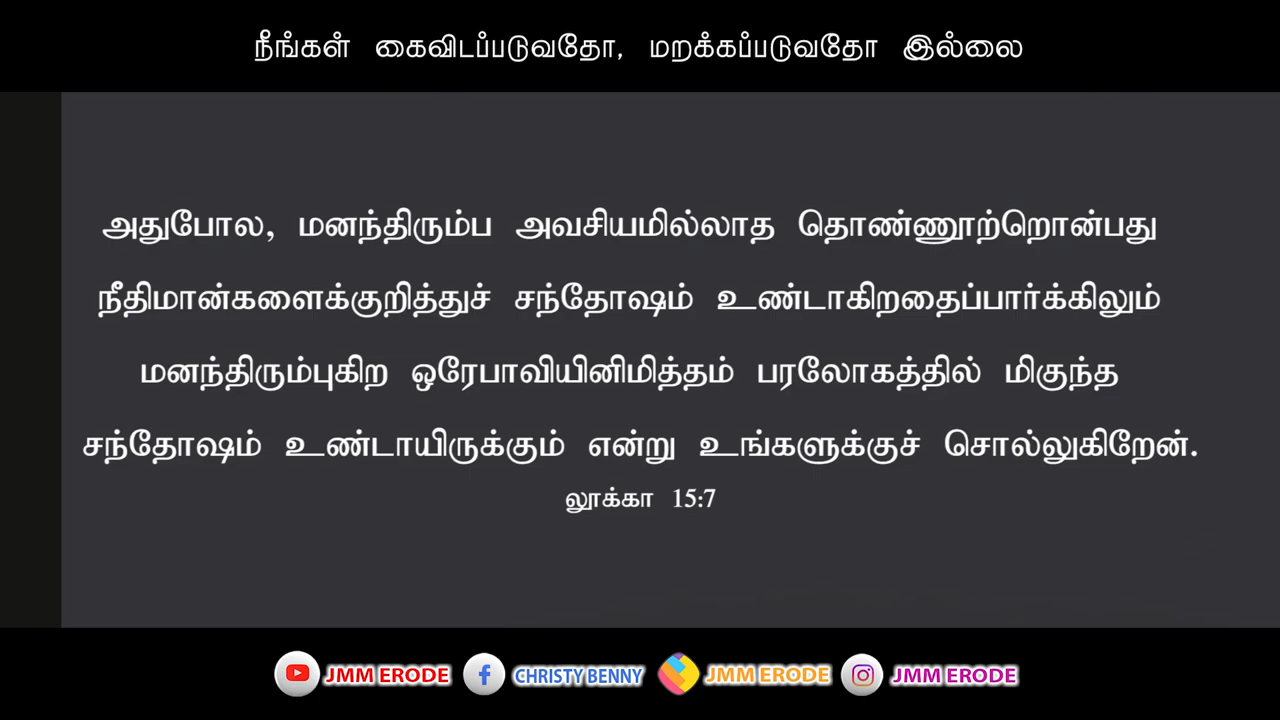 நீங்கள் கைவிடப்படுவதோ, மறக்கப்படுவதோ இல்லை
அதுபோல, மனந்திரும்ப அவசியமில்லாத தொண்ணூற்றொன்பது
நீதிமான்களைக்குறித்துச் சந்தோஷம் உண்டாகிறதைப்பார்க்கிலும்
மனந்திரும்புகிற ஒரேபாவியினிமித்தம் பரலோகத்தில் மிகுந்த
சந்தோஷம் உண்டாயிருக்கும் என்று உங்களுக்குச் சொல்லுகிறேன்.
லூக்கா 15:7
JMM ERODE CHRISTY BENNY JMM ERODE JMM ERODE